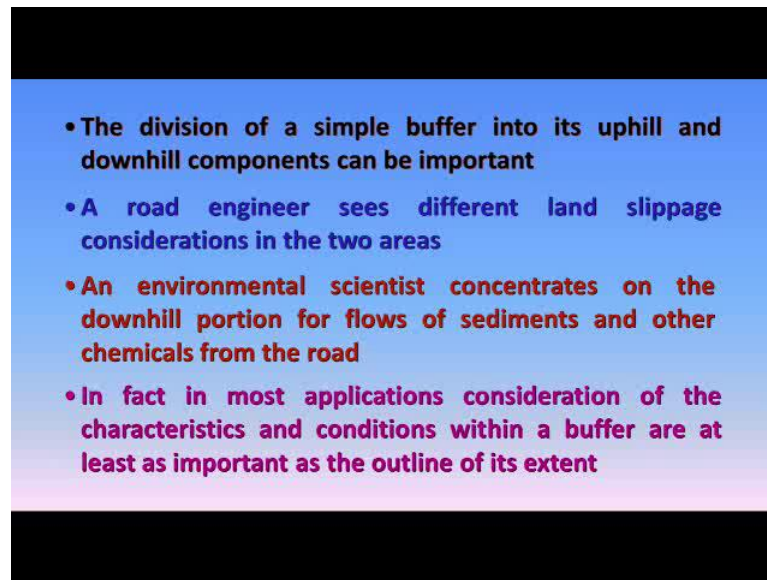 • The division of a simple buffer into its uphill and
downhill components can be important
• A road engineer sees different land slippage
considerations in the two areas
• An environmental scientist concentrates on the
downhill portion for flows of sediments and other
chemicals from the road
• In fact in most applications consideration of the
characteristics and conditions within a buffer are at
least as important as the outline of its extent